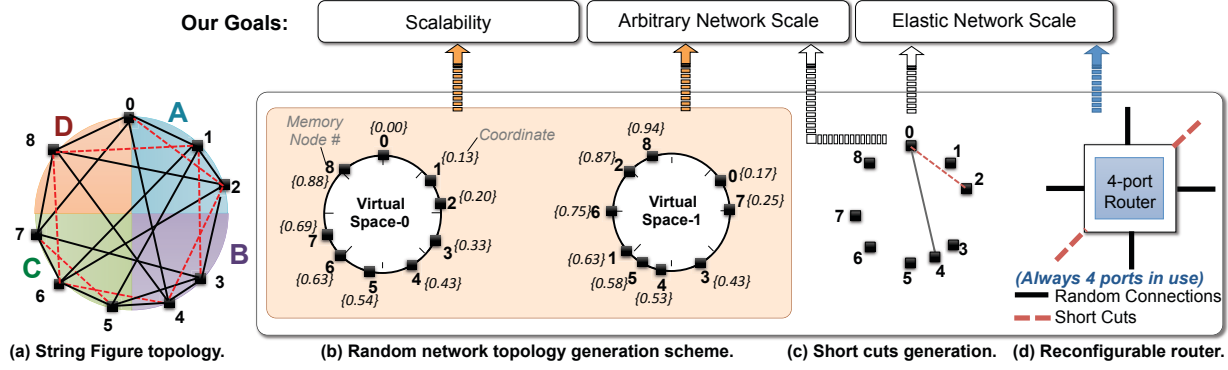 Our Goals:
Scalability
Arbitrary Network Scale
Elastic Network Scale
D
A
C
B
0
1
2
3
4
5
6
7
8
(a) String Figure topology.
Memory
Node #
Coordinate
Virtual
Space-0
0 {0.00}
1 {0.13}
2 {0.20}
3 {0.33}
4 {0.43}
5 {0.54}
6 {0.63}
7 {0.69}
8 {0.88}
Virtual
Space-1
8 {0.94}
0 {0.17}
7 {0.25}
3 {0.43}
4 {0.53}
5 {0.58}
1 {0.63}
6 {0.75}
2 {0.87}
(b) Random network topology generation scheme.
0
1
2
3
4
5
6
7
8
(c) Short cuts generation.
4-port
Router
(Always 4 ports in use)
Random Connections
Short Cuts
(d) Reconfigurable router.